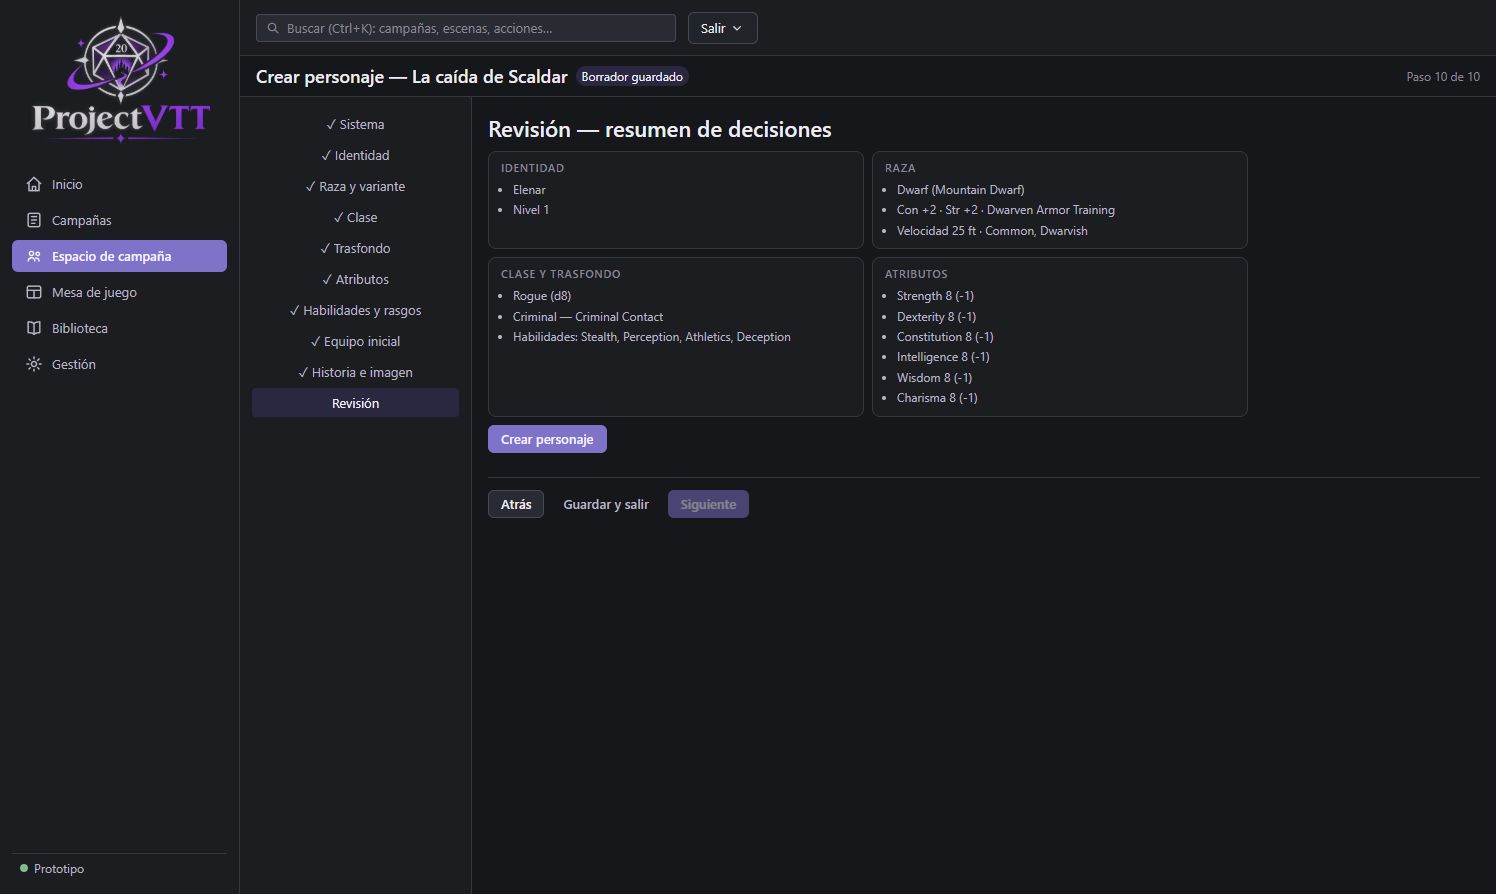 20
ProjectVTT
Inicio
Campañas
Espacio de campaña
Mesa de juego
Biblioteca
Gestión
Prototipo
Buscar (Ctrl+K): campañas, escenas, acciones...
Salir
Crear personaje — La caída de Scaldar
Borrador guardado
Paso 10 de 10
✓ Sistema
✓ Identidad
✓ Raza y variante
✓ Clase
✓ Trasfondo
✓ Atributos
✓ Habilidades y rasgos
✓ Equipo inicial
✓ Historia e imagen
Revisión
Revisión — resumen de decisiones
IDENTIDAD
• Elenar
• Nivel 1
RAZA
• Dwarf (Mountain Dwarf)
• Con +2 · Str +2 · Dwarven Armor Training
• Velocidad 25 ft · Common, Dwarvish
CLASE Y TRASFONDO
• Rogue (d8)
• Criminal — Criminal Contact
• Habilidades: Stealth, Perception, Athletics, Deception
ATRIBUTOS
• Strength 8 (-1)
• Dexterity 8 (-1)
• Constitution 8 (-1)
• Intelligence 8 (-1)
• Wisdom 8 (-1)
• Charisma 8 (-1)
Crear personaje
Atrás
Guardar y salir
Siguiente